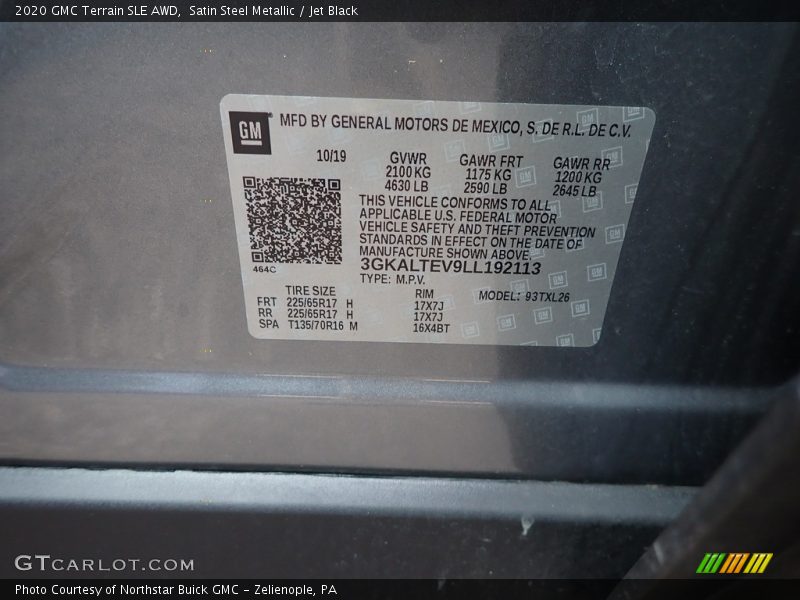 2020 GMC Terrain SLE AWD, Satin Steel Metallic / Jet Black
GM MFD BY GENERAL MOTORS DE MEXICO, S. DE R.L. DE C.V.
10/19 GVWR GAWR FRT GAWR RR
2100 KG 1175 KG 1200 KG
4630 LB 2590 LB 2645 LB
THIS VEHICLE CONFORMS TO ALL
APPLICABLE U.S. FEDERAL MOTOR
VEHICLE SAFETY AND THEFT PREVENTION
STANDARDS IN EFFECT ON THE DATE OF
MANUFACTURE SHOWN ABOVE.
464C 3GKALTEV9LL192113
TYPE: M.P.V.
TIRE SIZE RIM MODEL: 93TXL26
FRT 225/65R17 H 17X7J
RR 225/65R17 H 17X7J
SPA T135/70R16 M 16X4BT
GTCARLOT.COM
Photo Courtesy of Northstar Buick GMC - Zelienople, PA